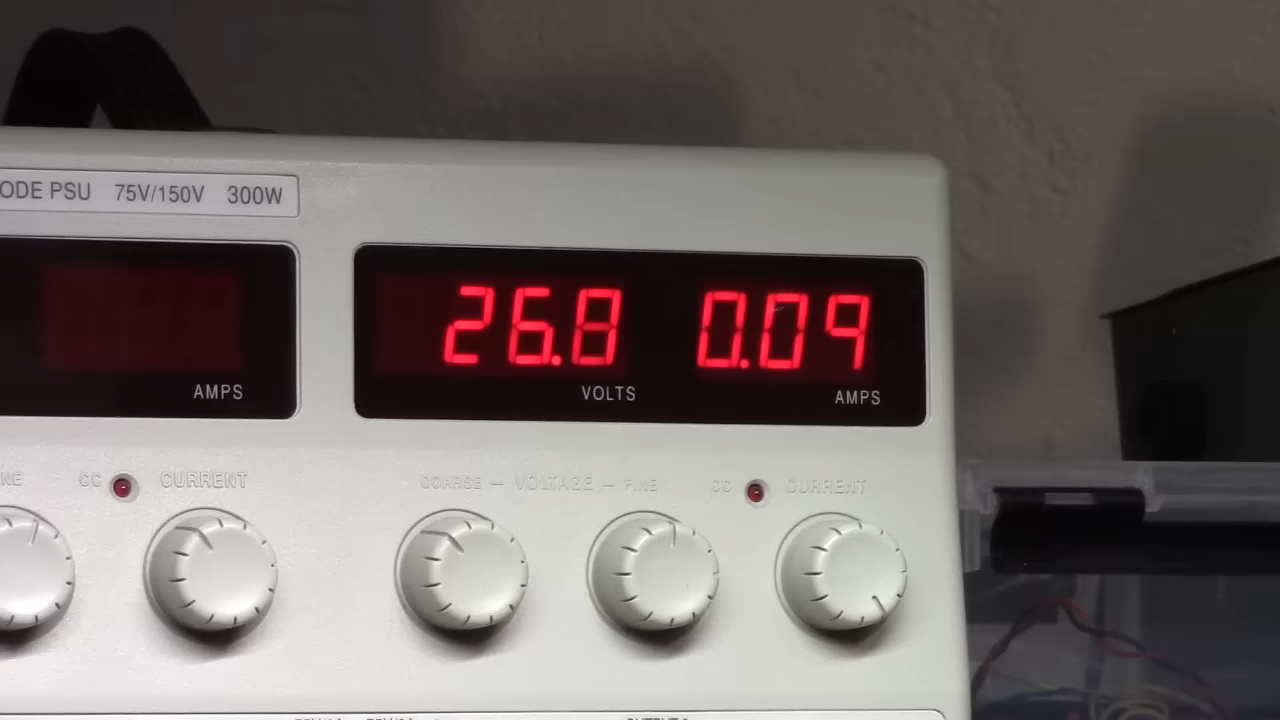 ODE PSU 75V/150V 300W
26.8 0.09
AMPS VOLTS AMPS
NE CC CURRENT COARSE — VOLTAGE — FINE CC CURRENT